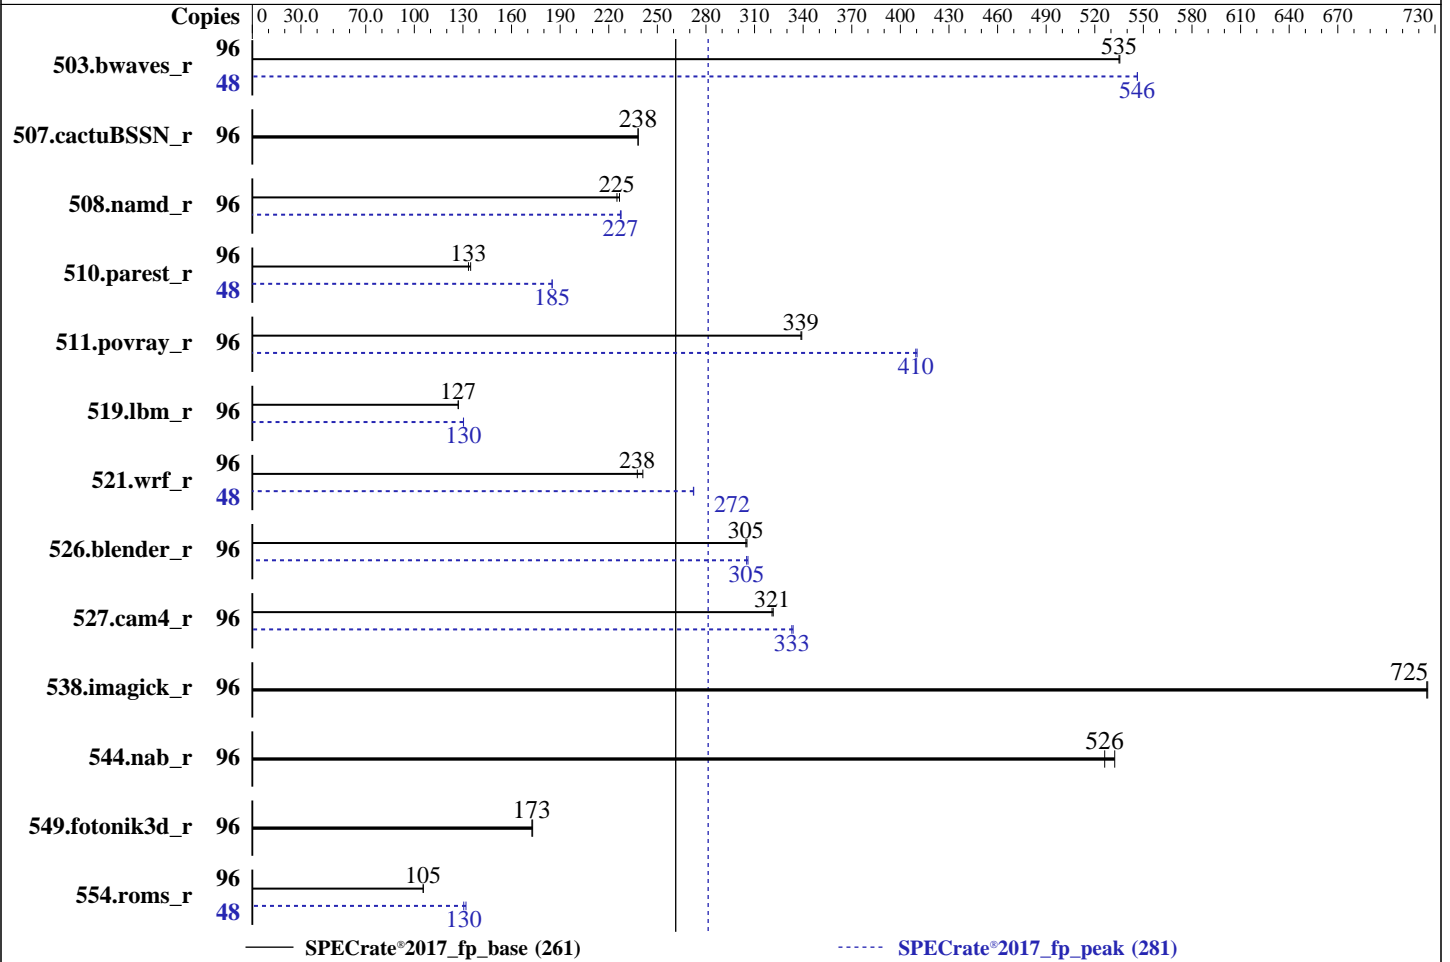 Copies 0 30.0 70.0 100 130 160 190 220 250 280 310 340 370 400 430 460 490 520 550 580 610 640 670 730
503.bwaves_r 96 535
48 546
507.cactuBSSN_r 96 238
508.namd_r 96 225
227
510.parest_r 96 133
48 185
511.povray_r 96 339
410
519.lbm_r 96 127
130
521.wrf_r 96 238
48 272
526.blender_r 96 305
305
527.cam4_r 96 321
333
538.imagick_r 96 725
544.nab_r 96 526
549.fotonik3d_r 96 173
554.roms_r 96 105
48 130
SPECrate®2017_fp_base (261) SPECrate®2017_fp_peak (281)